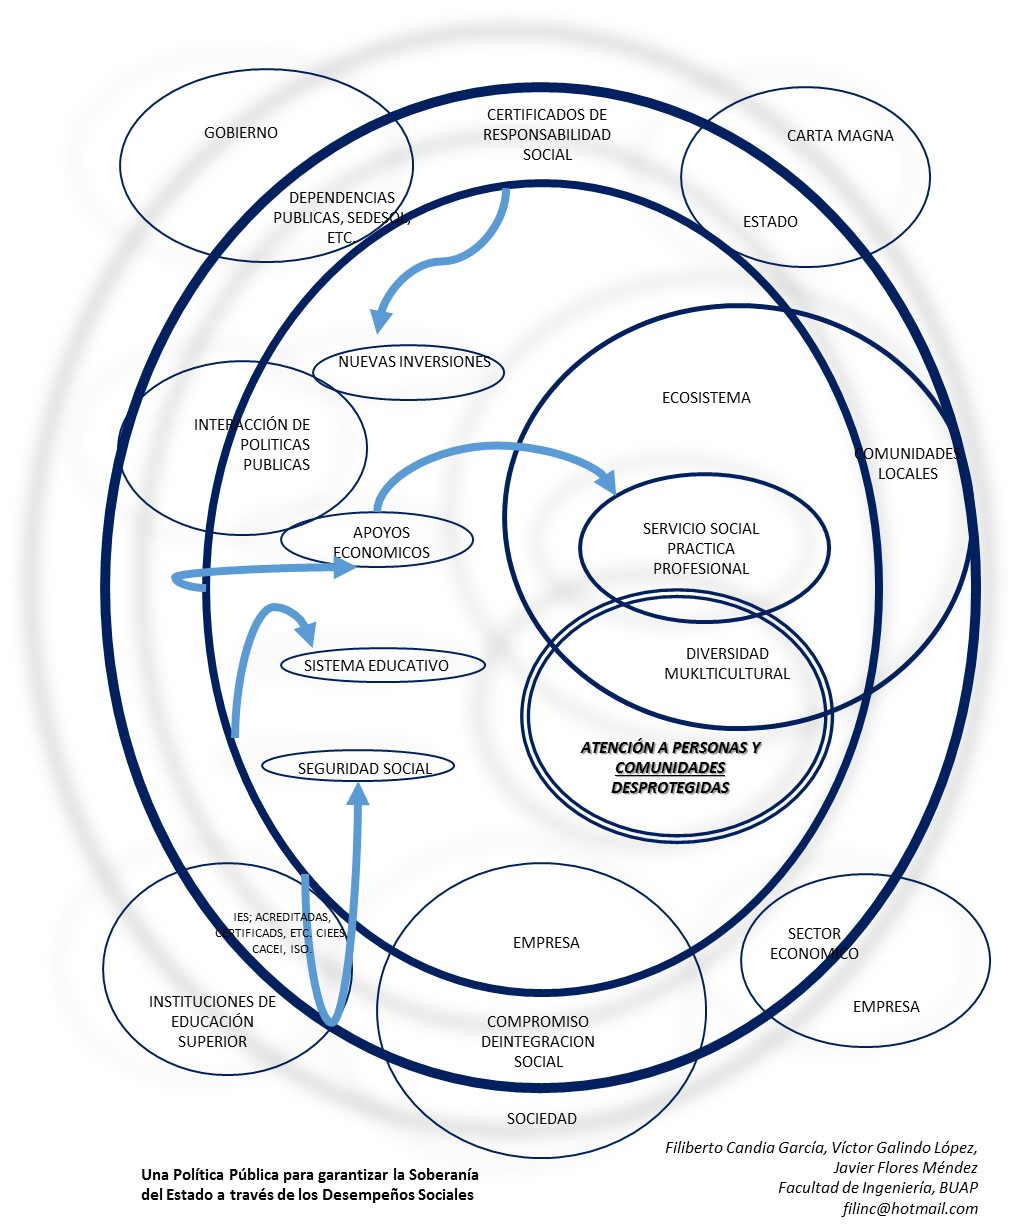 GOBIERNO
DEPENDENCIAS
PUBLICAS, SEDESOL,
ETC.
CERTIFICADOS DE
RESPONSABILIDAD
SOCIAL
CARTA MAGNA
ESTADO
NUEVAS INVERSIONES
INTERACCIÓN DE
POLITICAS
PUBLICAS
ECOSISTEMA
COMUNIDADES
LOCALES
APOYOS
ECONOMICOS
SERVICIO SOCIAL
PRACTICA
PROFESIONAL
SISTEMA EDUCATIVO
DIVERSIDAD
MUKLTICULTURAL
SEGURIDAD SOCIAL
ATENCIÓN A PERSONAS Y
COMUNIDADES
DESPROTEGIDAS
IES; ACREDITADAS,
CERTIFICADS, ETC. CIEES,
CACEI, ISO.
INSTITUCIONES DE
EDUCACIÓN
SUPERIOR
EMPRESA
COMPROMISO
DEINTEGRACION
SOCIAL
SOCIEDAD
SECTOR
ECONOMICO
EMPRESA
Una Política Pública para garantizar la Soberanía
del Estado a través de los Desempeños Sociales
Filiberto Candia García, Víctor Galindo López,
Javier Flores Méndez
Facultad de Ingeniería, BUAP
filinc@hotmail.com